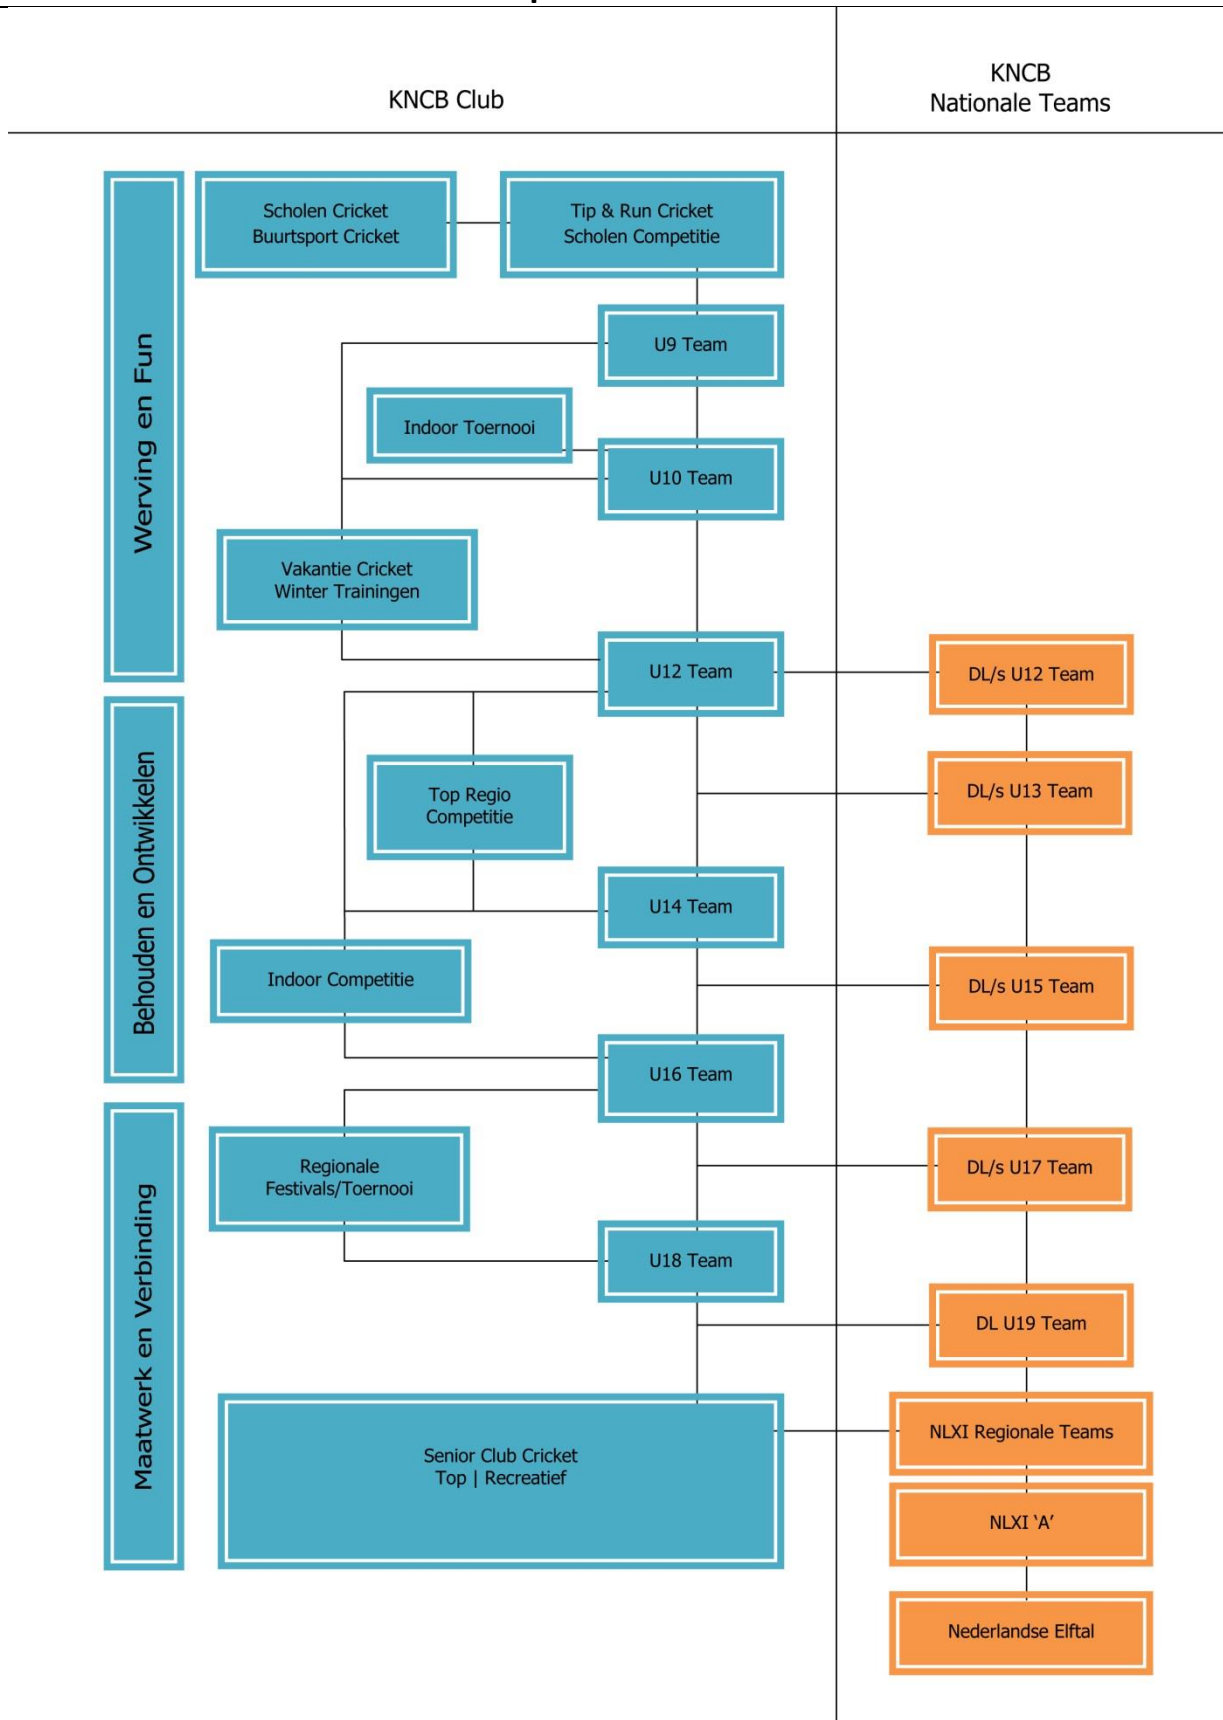 KNCB Club
KNCB
Nationale Teams
Werving en Fun
Scholen Cricket
Buurtsport Cricket
Tip & Run Cricket
Scholen Competitie
U9 Team
Indoor Toernooi
U10 Team
Vakantie Cricket
Winter Trainingen
U12 Team
DL/s U12 Team
Behouden en Ontwikkelen
Top Regio
Competitie
DL/s U13 Team
U14 Team
Indoor Competitie
DL/s U15 Team
U16 Team
Maatwerk en Verbinding
Regionale
Festivals/Toernooi
DL/s U17 Team
U18 Team
DL U19 Team
Senior Club Cricket
Top | Recreatief
NLXI Regionale Teams
NLXI ‘A’
Nederlandse Elftal